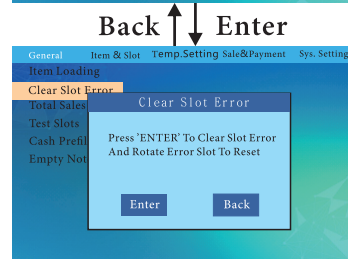 Back Enter
General Item & Slot Temp.Setting Sale&Payment Sys. Setting
Item Loading
Clear Slot Error
Total Sales
Clear Slot Error
Test Slots
Press 'ENTER' To Clear Slot Error
Cash Prefil
And Rotate Error Slot To Reset
Empty Not
Enter Back